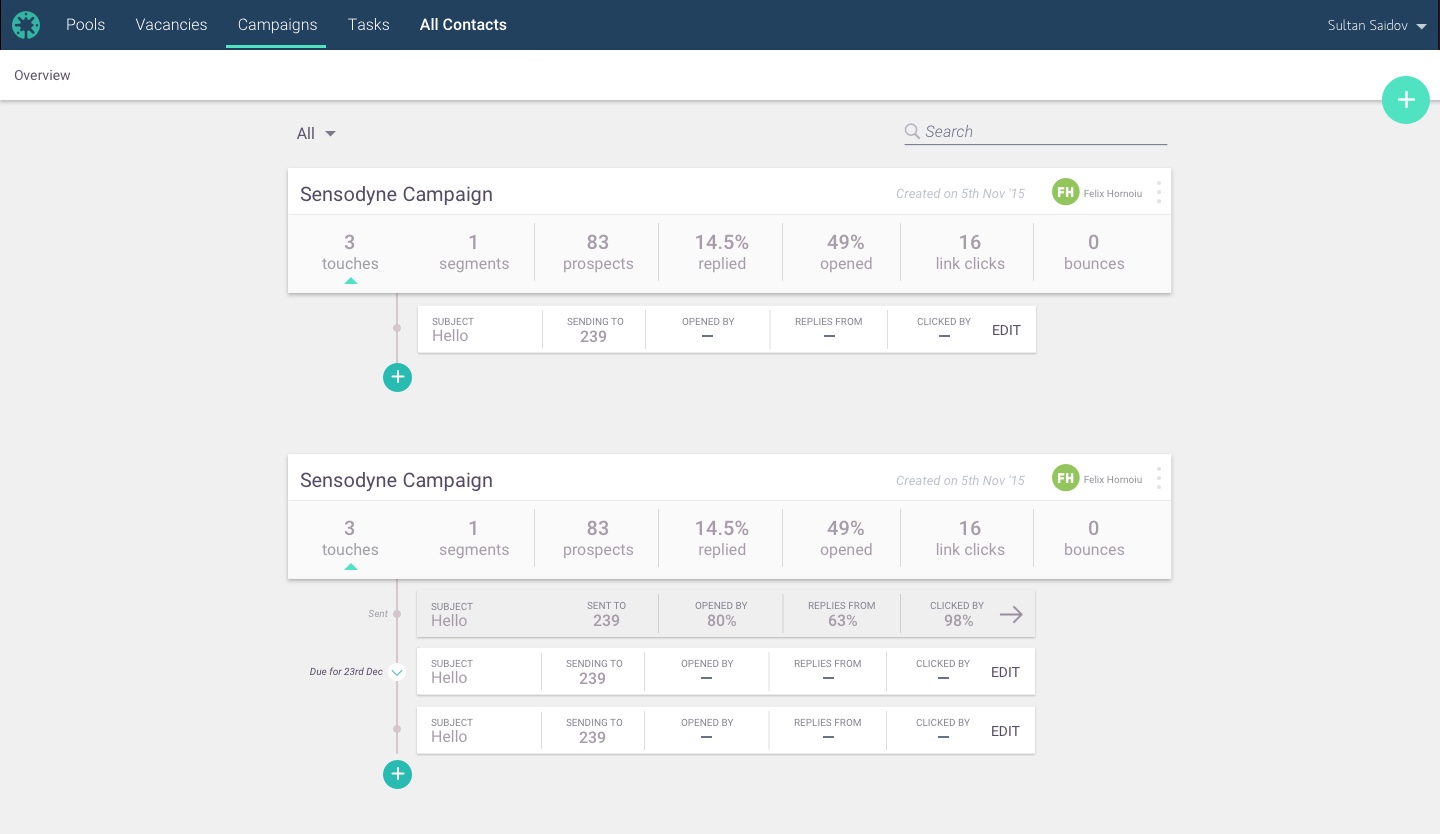 Pools Vacancies Campaigns Tasks All Contacts Sultan Saidov
Overview
All Search
Sensodyne Campaign Created on 5th Nov '15 FH Felix Hornoiu
3 1 83 14.5% 49% 16 0
touches segments prospects replied opened link clicks bounces
SUBJECT SENDING TO OPENED BY REPLIES FROM CLICKED BY
Hello 239 — — — EDIT
Sensodyne Campaign Created on 5th Nov '15 FH Felix Hornoiu
3 1 83 14.5% 49% 16 0
touches segments prospects replied opened link clicks bounces
SUBJECT SENT TO OPENED BY REPLIES FROM CLICKED BY
Sent Hello 239 80% 63% 98%
SUBJECT SENDING TO OPENED BY REPLIES FROM CLICKED BY
Due for 23rd Dec Hello 239 — — — EDIT
SUBJECT SENDING TO OPENED BY REPLIES FROM CLICKED BY
Hello 239 — — — EDIT